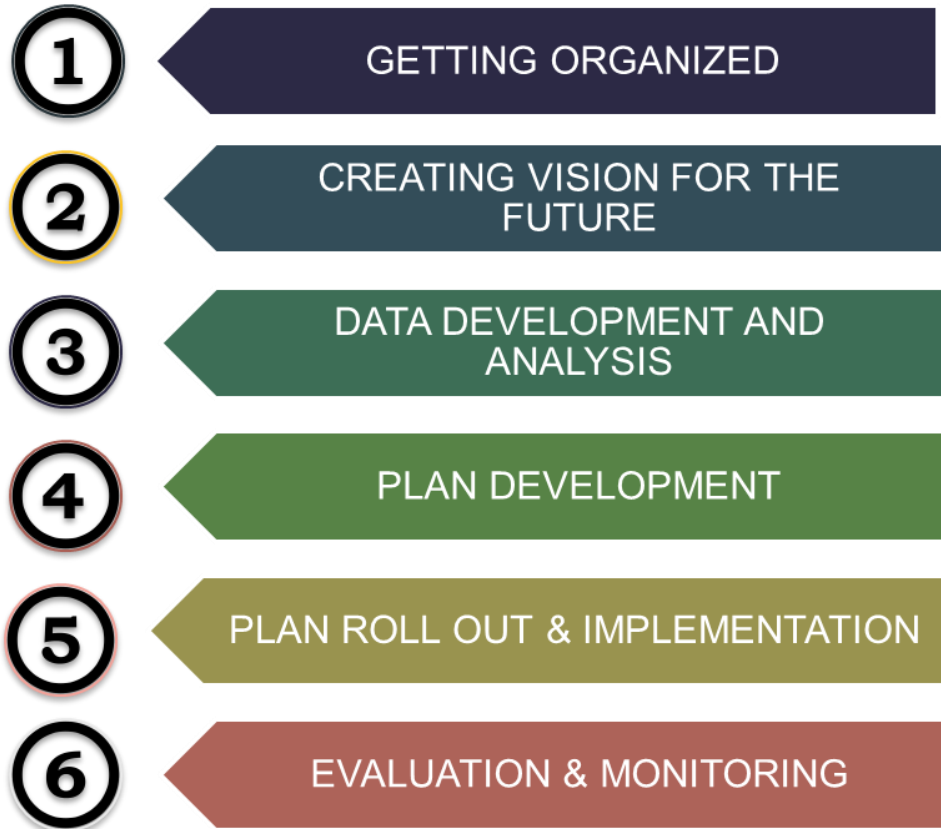 1
GETTING ORGANIZED
2
CREATING VISION FOR THE
FUTURE
3
DATA DEVELOPMENT AND
ANALYSIS
4
PLAN DEVELOPMENT
5
PLAN ROLL OUT & IMPLEMENTATION
6
EVALUATION & MONITORING